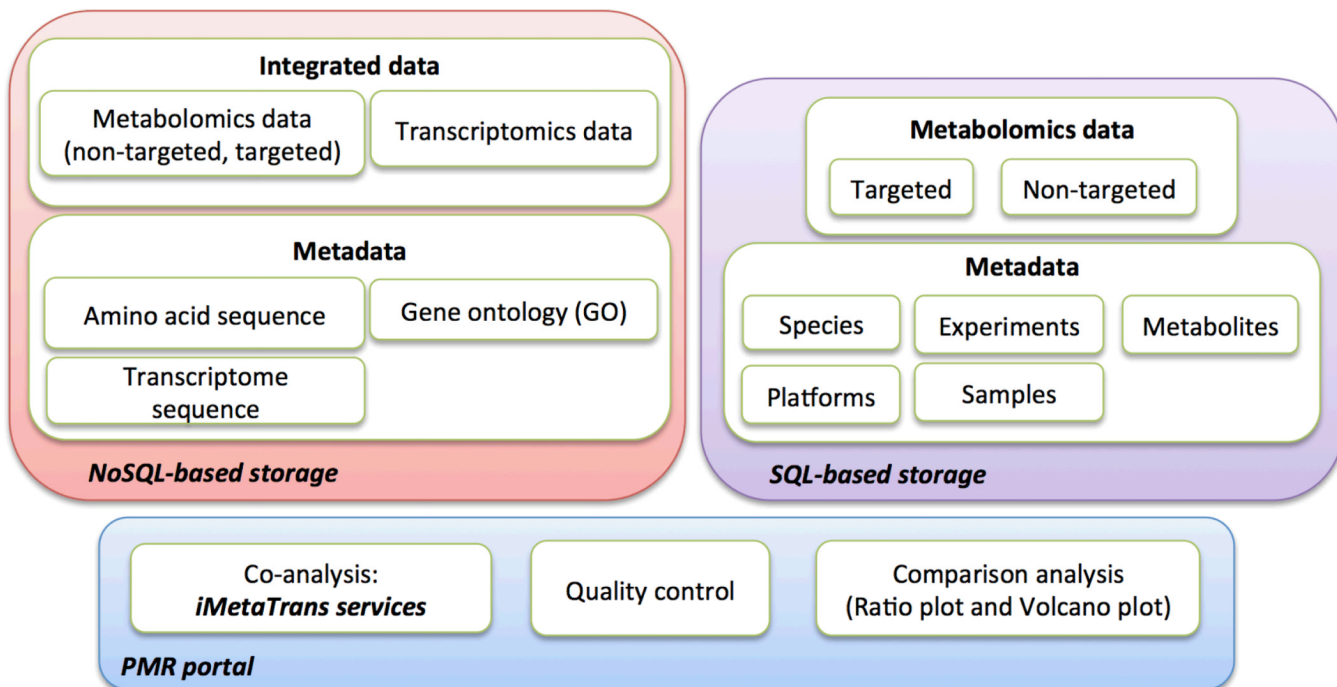 Integrated data
Metabolomics data
(non-targeted, targeted)
Transcriptomics data
Metadata
Amino acid sequence
Gene ontology (GO)
Transcriptome
sequence
NoSQL-based storage
Metabolomics data
Targeted
Non-targeted
Metadata
Species
Experiments
Metabolites
Platforms
Samples
SQL-based storage
Co-analysis:
iMetaTrans services
Quality control
Comparison analysis
(Ratio plot and Volcano plot)
PMR portal